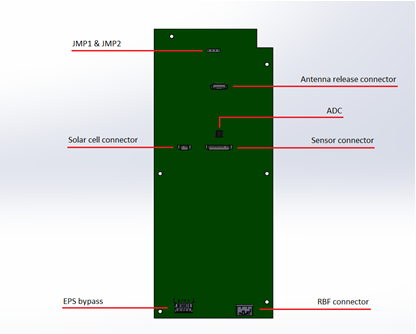 JMP1 & JMP2
Antenna release connector
ADC
Solar cell connector
Sensor connector
EPS bypass
RBF connector